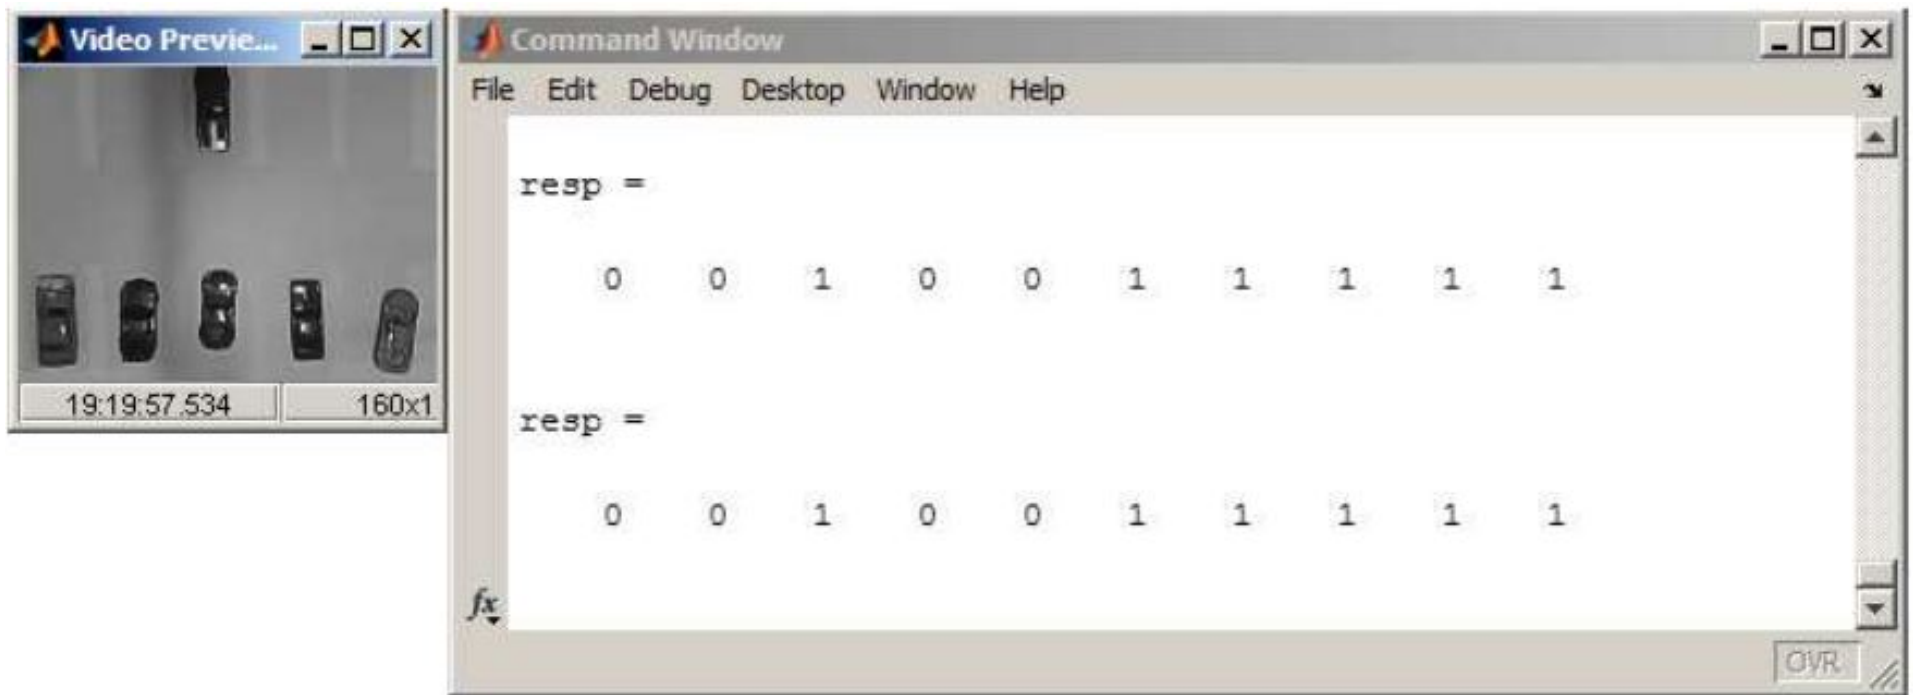 Video Previe...
19:19:57.534 160x1
Command Window
File Edit Debug Desktop Window Help
resp =
0 0 1 0 0 1 1 1 1 1
resp =
0 0 1 0 0 1 1 1 1 1
fx
OVR